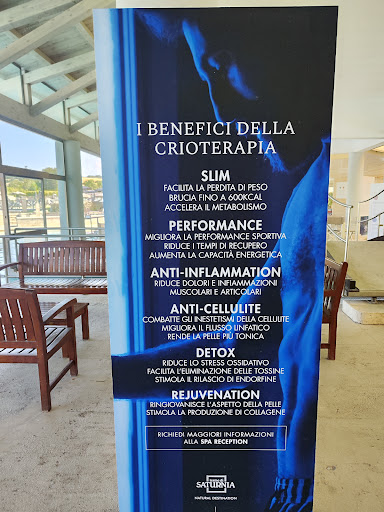 I BENEFICI DELLA
CRIOTERAPIA
SLIM
FACILITA LA PERDITA DI PESO
BRUCIA FINO A 600KCAL
ACCELERA IL METABOLISMO
PERFORMANCE
MIGLIORA LA PERFORMANCE SPORTIVA
RIDUCE I TEMPI DI RECUPERO
AUMENTA LA CAPACITÀ ENERGETICA
ANTI-INFLAMMATION
RIDUCE DOLORI E INFIAMMAZIONI
MUSCOLARI E ARTICOLARI
ANTI-CELLULITE
COMBATTE GLI INESTETISMI DELLA CELLULITE
MIGLIORA IL FLUSSO LINFATICO
RENDE LA PELLE PIÙ TONICA
DETOX
RIDUCE LO STRESS OSSIDATIVO
FACILITA L'ELIMINAZIONE DELLE TOSSINE
STIMOLA IL RILASCIO DI ENDORFINE
REJUVENATION
RINGIOVANISCE L'ASPETTO DELLA PELLE
STIMOLA LA PRODUZIONE DI COLLAGENE
RICHIEDI MAGGIORI INFORMAZIONI
ALLA SPA RECEPTION
SATURNIA
NATURAL DESTINATION